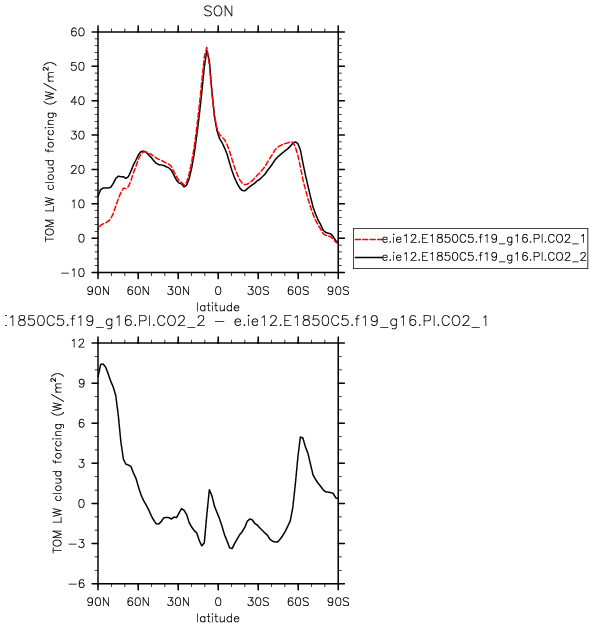 SON
TOM LW cloud forcing (W/m²)
60
50
40
30
20
10
0
−10
90N 60N 30N 0 30S 60S 90S
latitude
e.ie12.E1850C5.f19_g16.PI.CO2_1
e.ie12.E1850C5.f19_g16.PI.CO2_2
:1850C5.f19_g16.PI.CO2_2 − e.ie12.E1850C5.f19_g16.PI.CO2_1
TOM LW cloud forcing (W/m²)
12
9
6
3
0
−3
−6
90N 60N 30N 0 30S 60S 90S
latitude